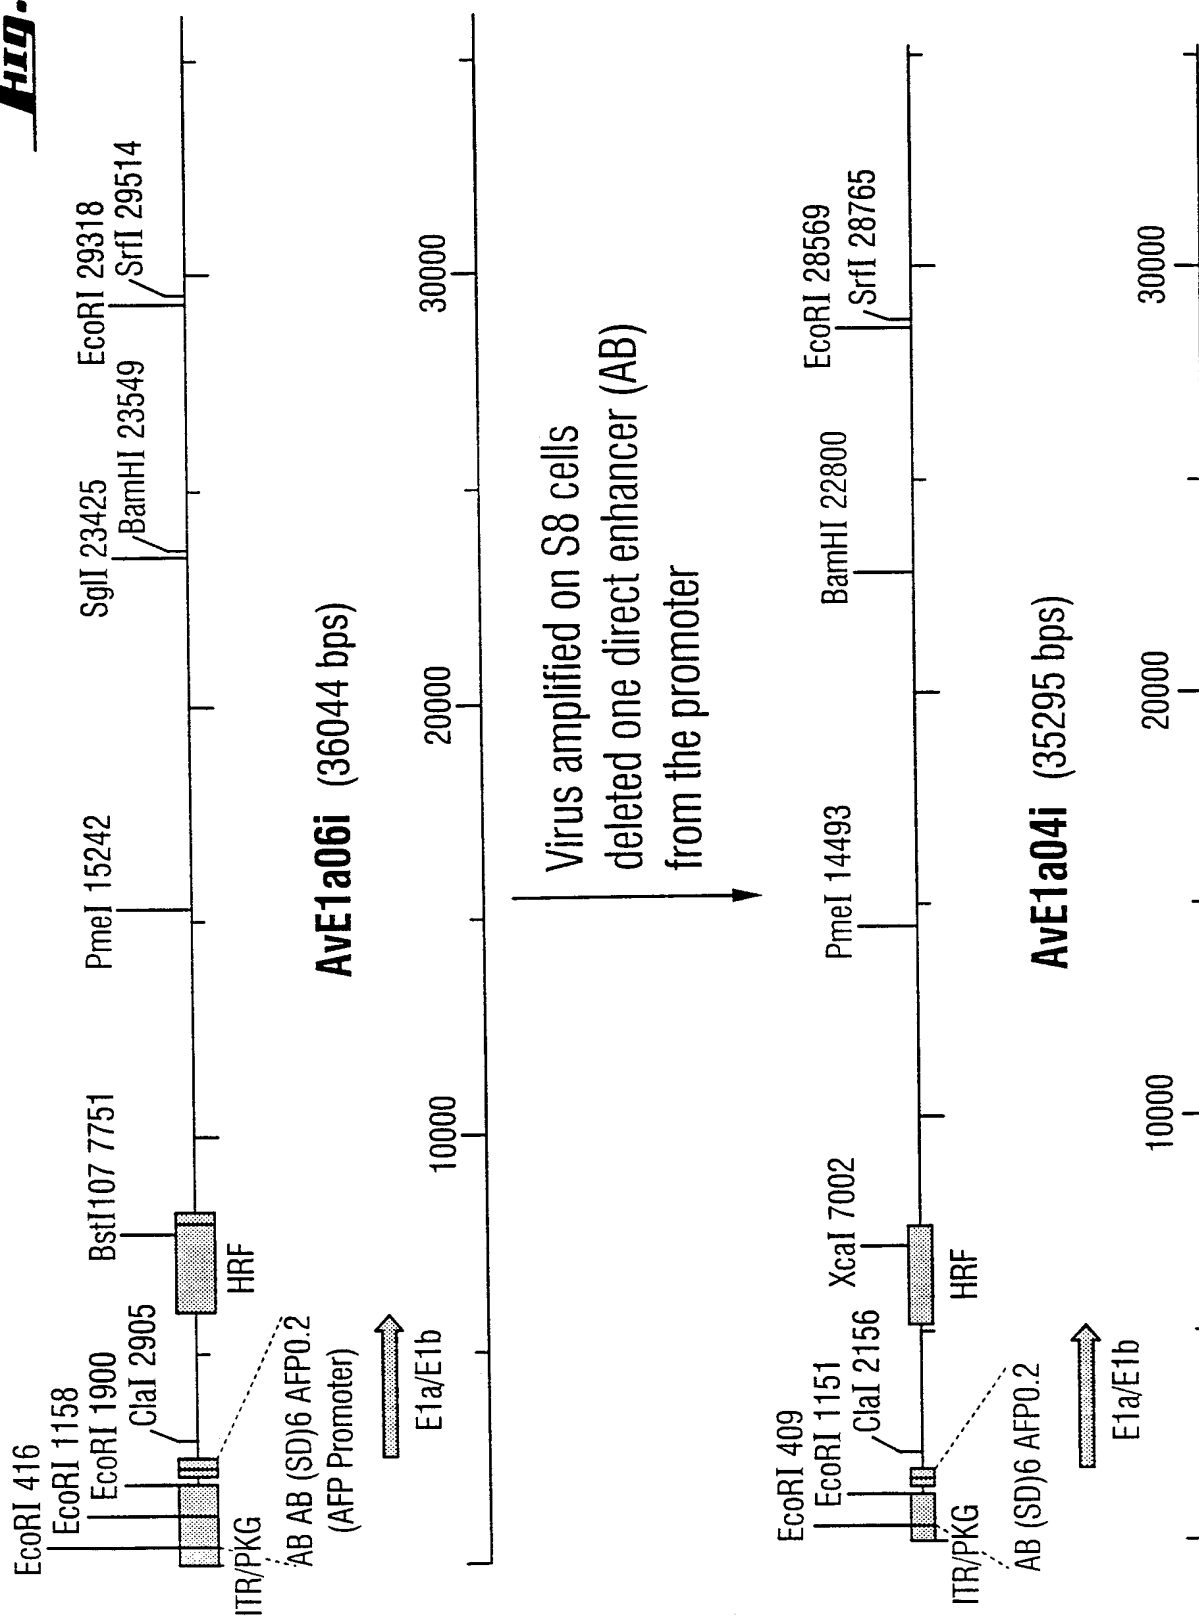 Fig.
EcoRI 416
EcoRI 1158
EcoRI 1900
ClaI 2905
BstI107 7751
PmeI 15242
SglI 23425
BamHI 23549
EcoRI 29318
SrfI 29514
ITR/PKG
HRF
AB AB (SD)6 AFP0.2
(AFP Promoter)
E1a/E1b
AvE1a06i (36044 bps)
10000
20000
30000
Virus amplified on S8 cells
deleted one direct enhancer (AB)
from the promoter
EcoRI 409
EcoRI 1151
ClaI 2156
XcaI 7002
PmeI 14493
BamHI 22800
EcoRI 28569
SrfI 28765
ITR/PKG
HRF
AB (SD)6 AFP0.2
E1a/E1b
AvE1a04i (35295 bps)
10000
20000
30000